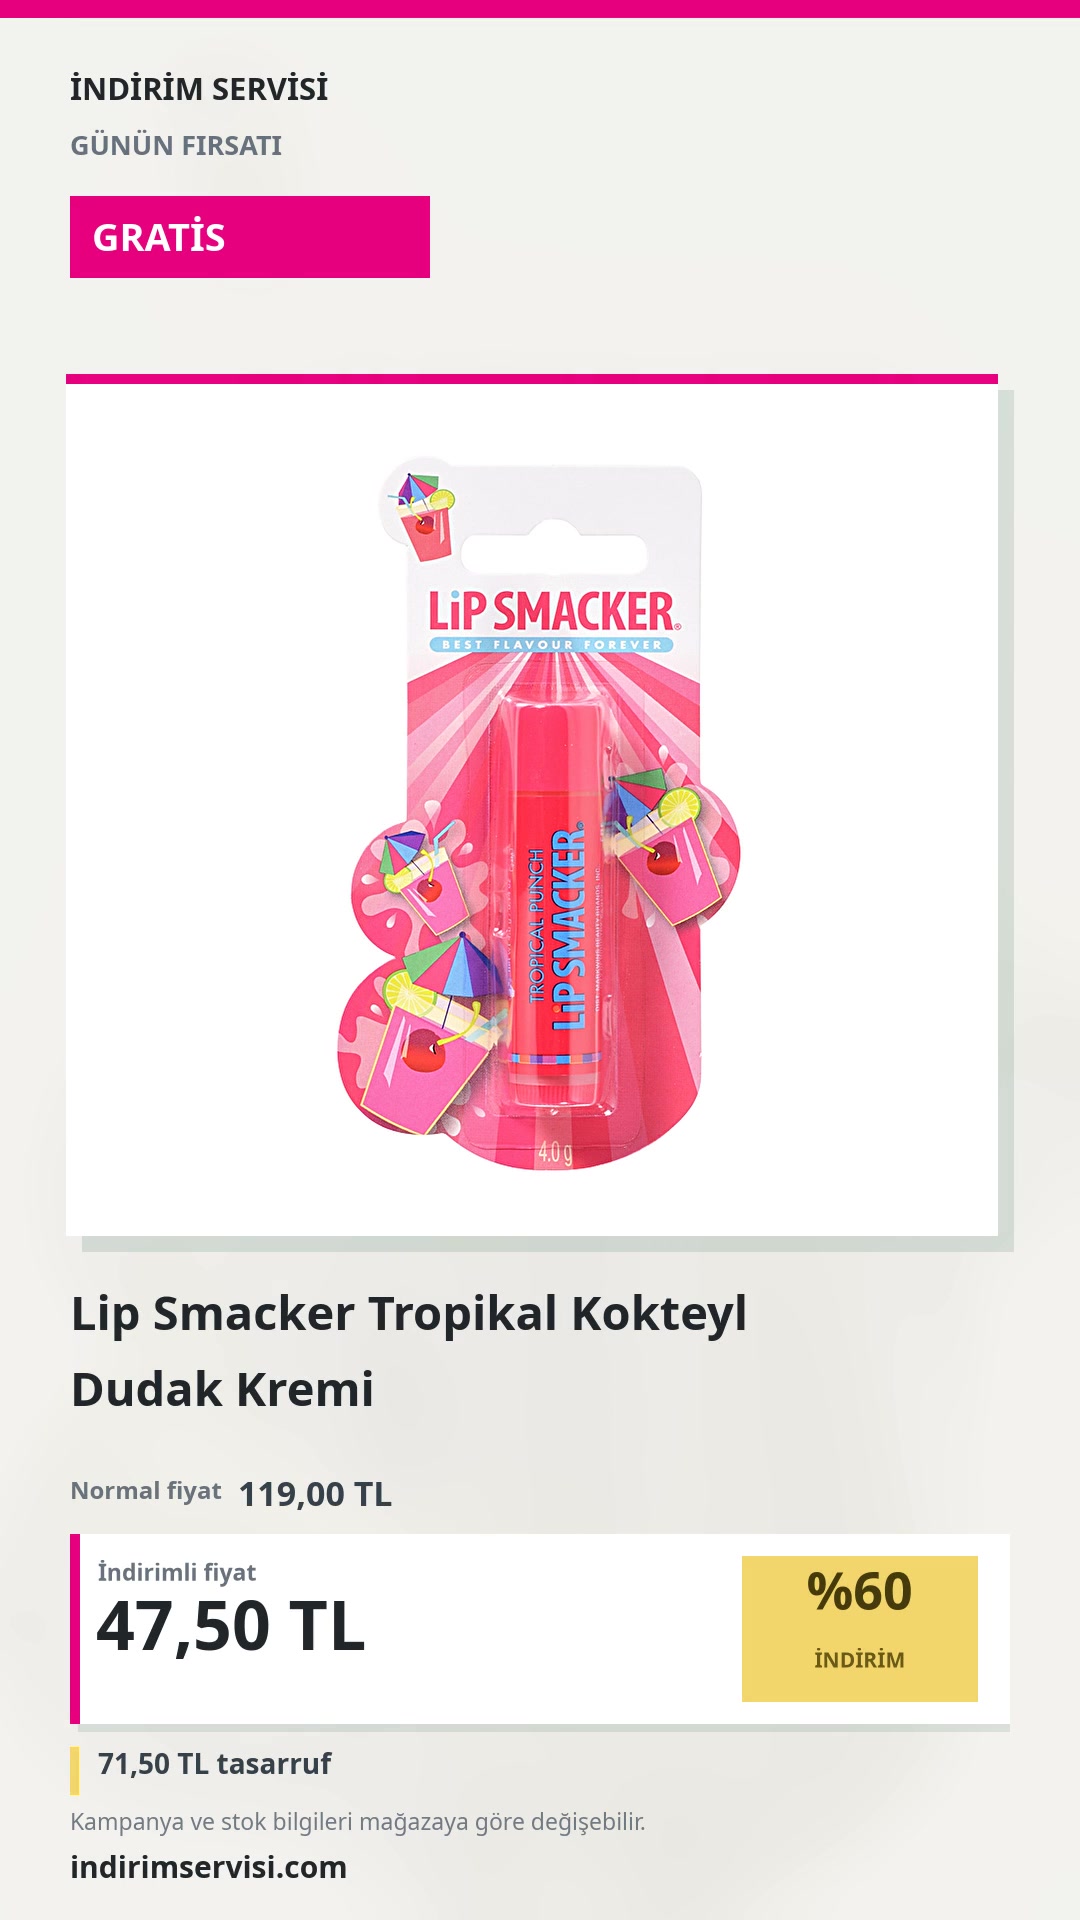 İNDİRİM SERVİSİ
GÜNÜN FIRSATI
GRATİS
LiP SMACKER®
BEST FLAVOUR FOREVER
TROPICAL PUNCH
LiP SMACKER®
4.0 g
Lip Smacker Tropikal Kokteyl
Dudak Kremi
Normal fiyat 119,00 TL
İndirimli fiyat
47,50 TL
%60
İNDİRİM
71,50 TL tasarruf
Kampanya ve stok bilgileri mağazaya göre değişebilir.
indirimservisi.com